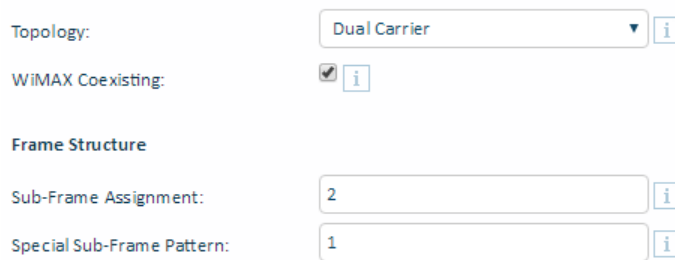 Topology: Dual Carrier i
WiMAX Coexisting: i
Frame Structure
Sub-Frame Assignment: 2 i
Special Sub-Frame Pattern: 1 i